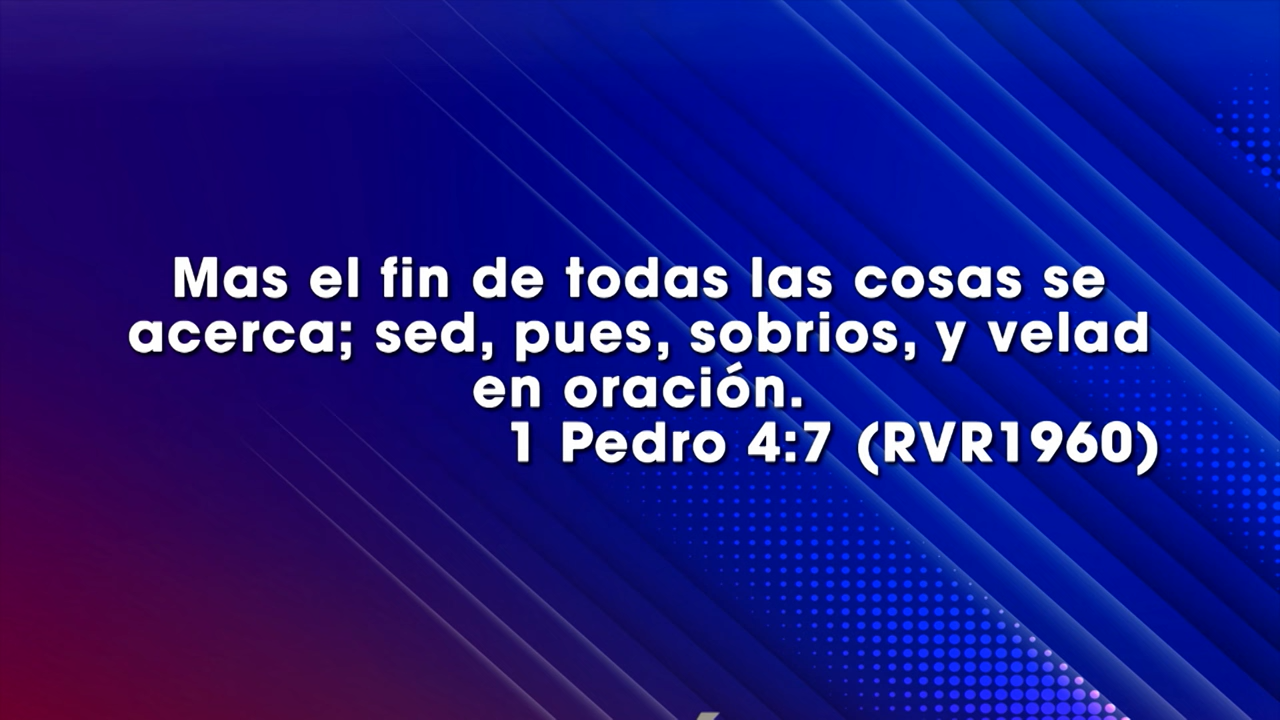 Mas el fin de todas las cosas se
acerca; sed, pues, sobrios, y velad
en oración.
1 Pedro 4:7 (RVR1960)